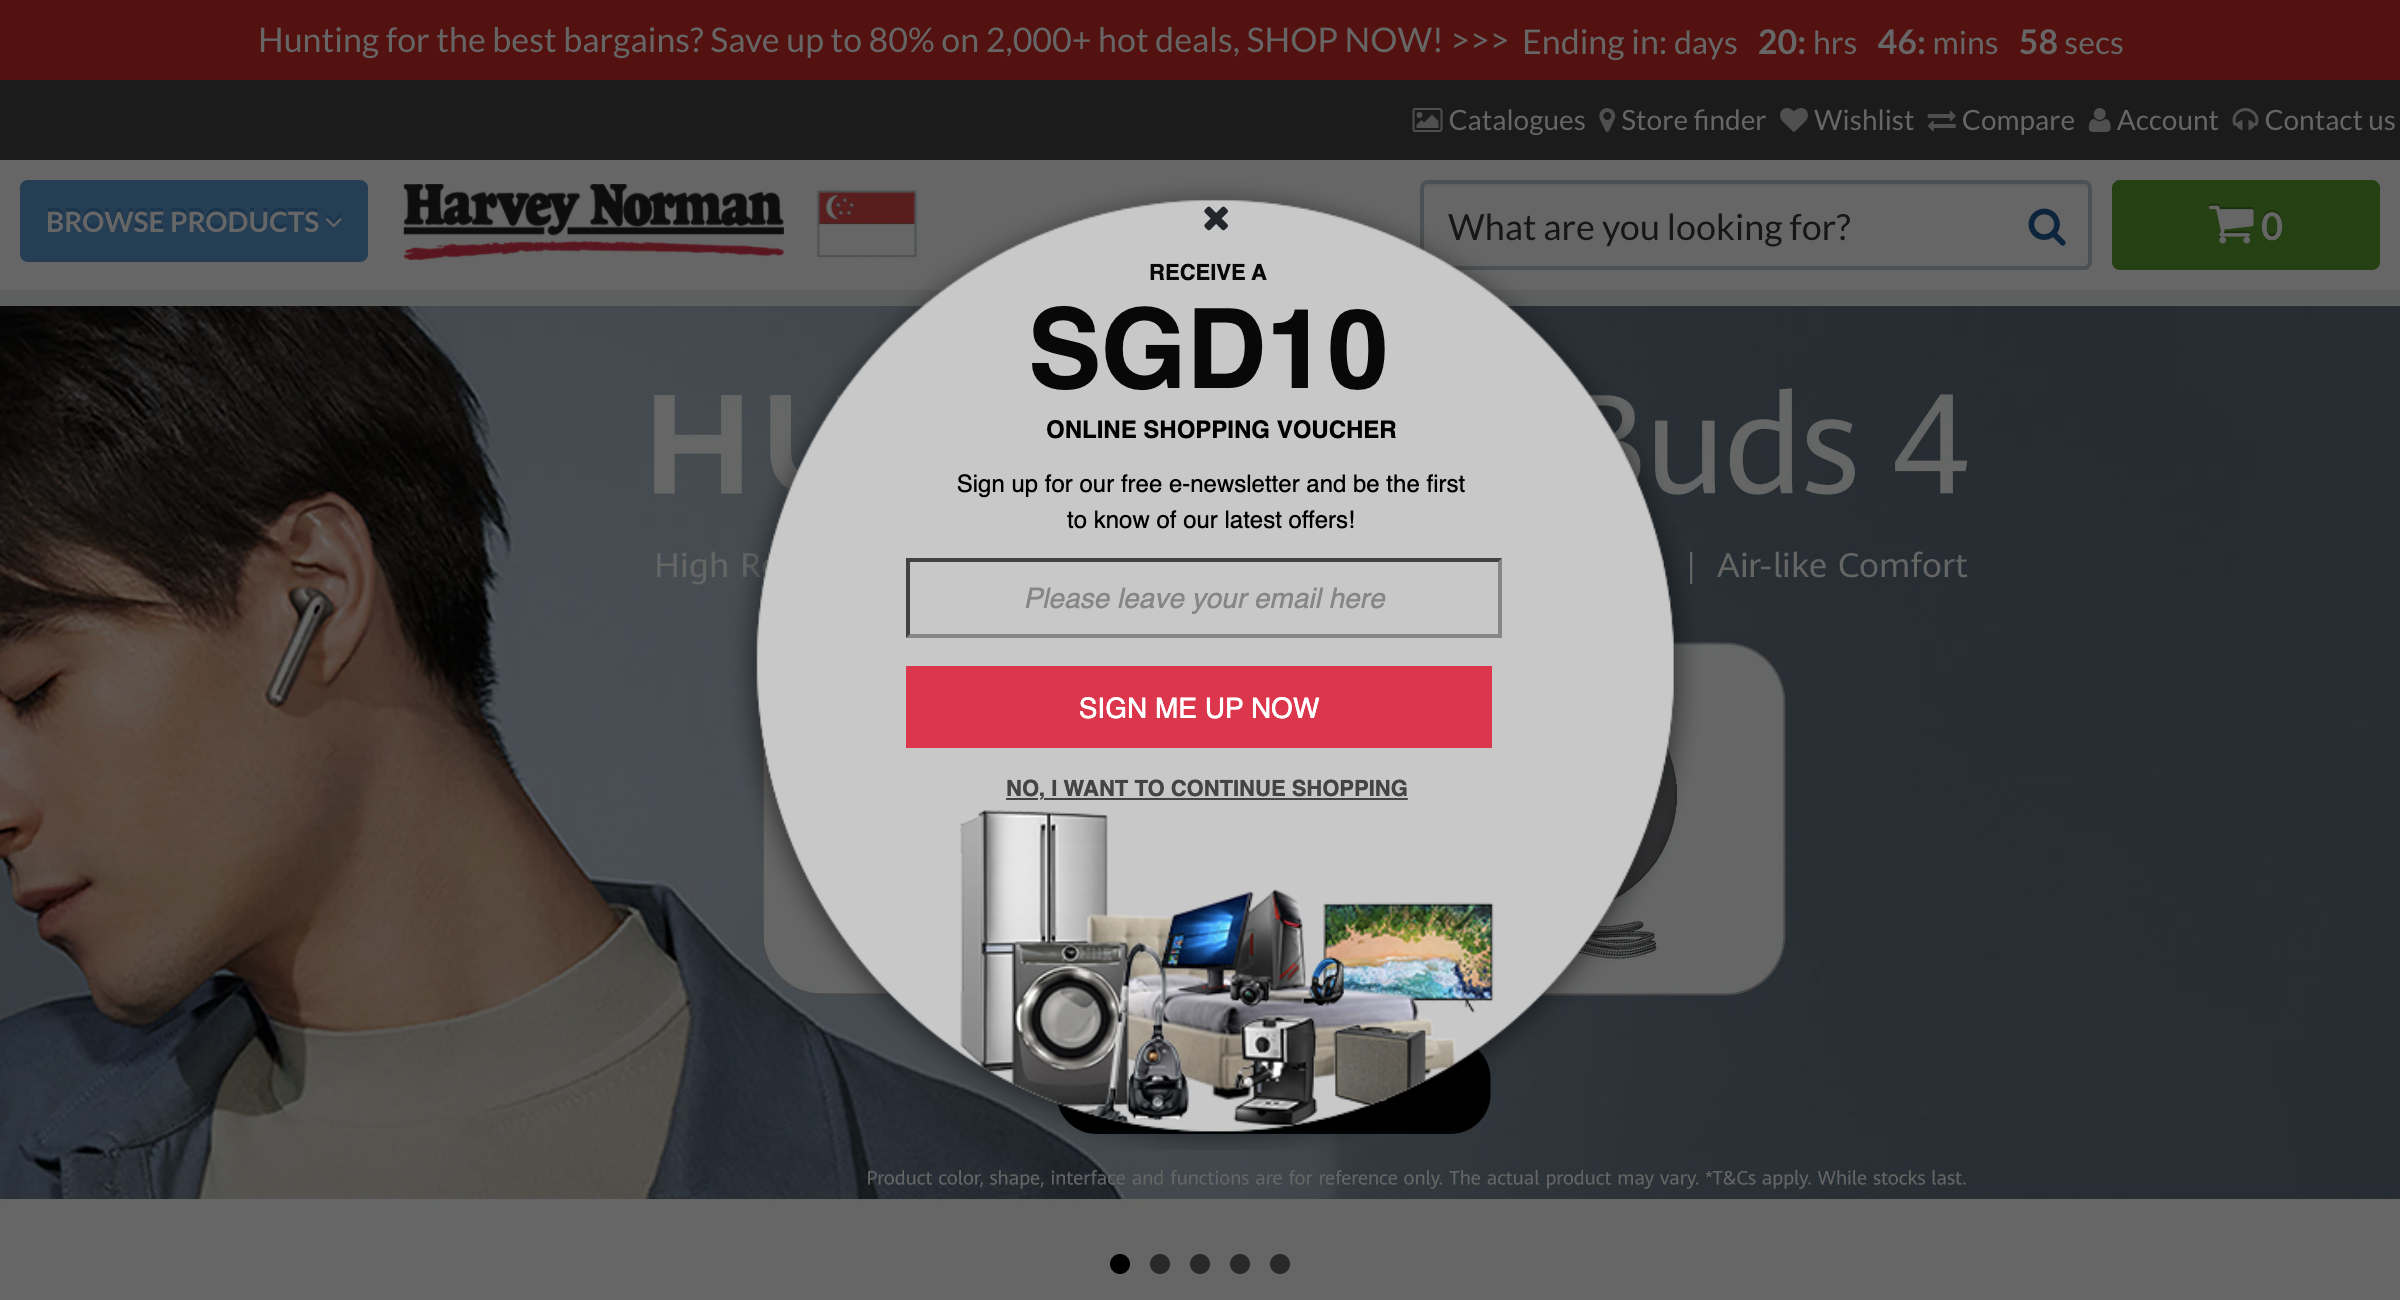 Hunting for the best bargains? Save up to 80% on 2,000+ hot deals, SHOP NOW! >>> Ending in: days 20: hrs 46: mins 58 secs
Catalogues Store finder Wishlist Compare Account Contact us
BROWSE PRODUCTS Harvey Norman What are you looking for? 0
RECEIVE A
SGD10
ONLINE SHOPPING VOUCHER
Sign up for our free e-newsletter and be the first
to know of our latest offers!
Please leave your email here
SIGN ME UP NOW
NO, I WANT TO CONTINUE SHOPPING
Buds 4
High
| Air-like Comfort
Product color, shape, interface and functions are for reference only. The actual product may vary. *T&Cs apply. While stocks last.